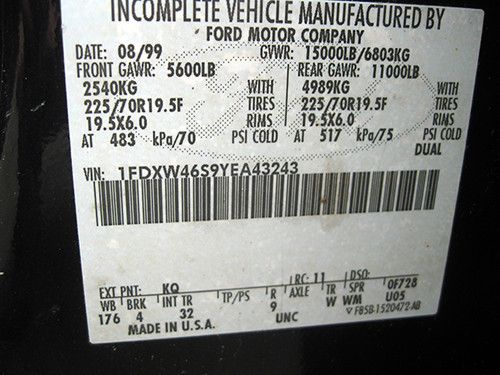 INCOMPLETE VEHICLE MANUFACTURED BY
FORD MOTOR COMPANY
DATE: 08/99 GVWR: 15000LB/6803KG
FRONT GAWR: 5600LB REAR GAWR: 11000LB
2540KG WITH 4989KG WITH
225/70R19.5F TIRES 225/70R19.5F TIRES
19.5X6.0 RIMS 19.5X6.0 RIMS
AT 483 kPa/70 PSI COLD AT 517 kPa/75 PSI COLD
DUAL
VIN: 1FDXW46S9YEA43243
EXT PNT: KQ RC: 11 DSO:
WB BRK INT TR TP/PS R AXLE TR SPR 0F728
176 4 32 9 W WM U05
MADE IN U.S.A. UNC F85B-1520472-AB